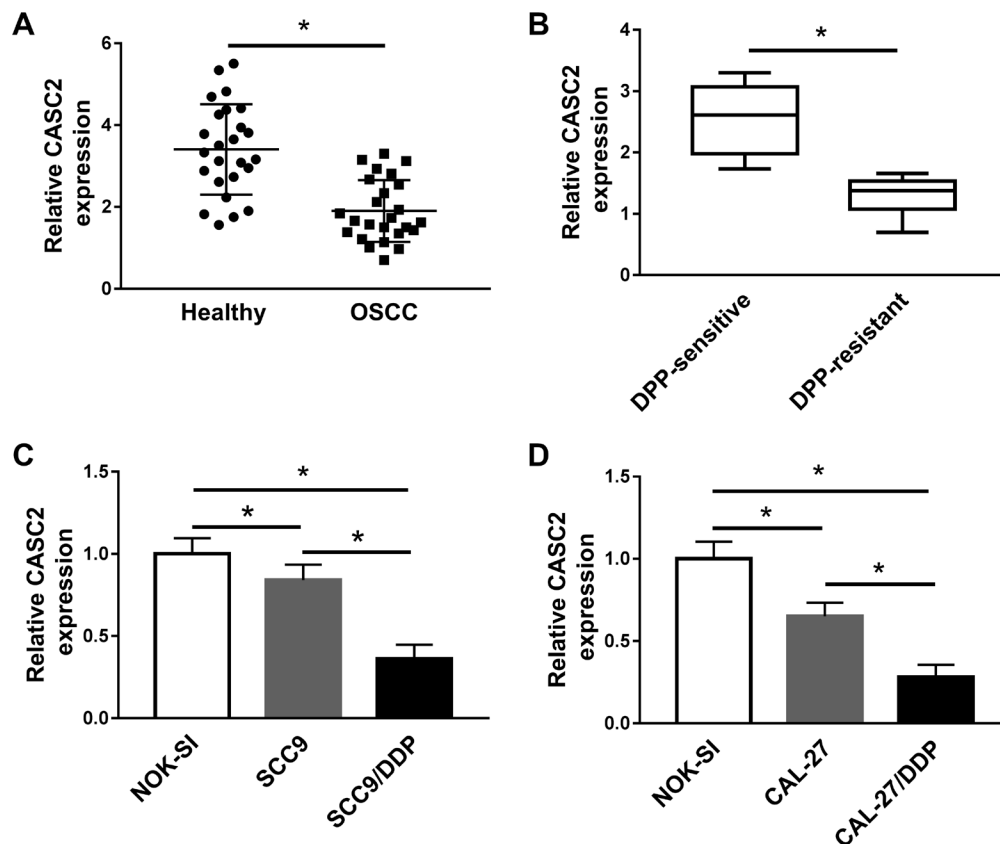 A
Relative CASC2
expression
6
4
2
0
*
Healthy
OSCC
B
Relative CASC2
expression
4
3
2
1
0
*
DPP-sensitive
DPP-resistant
C
Relative CASC2
expression
1.5
1.0
0.5
0.0
*
*
*
NOK-SI
SCC9
SCC9/DDP
D
Relative CASC2
expression
1.5
1.0
0.5
0.0
*
*
*
NOK-SI
CAL-27
CAL-27/DDP